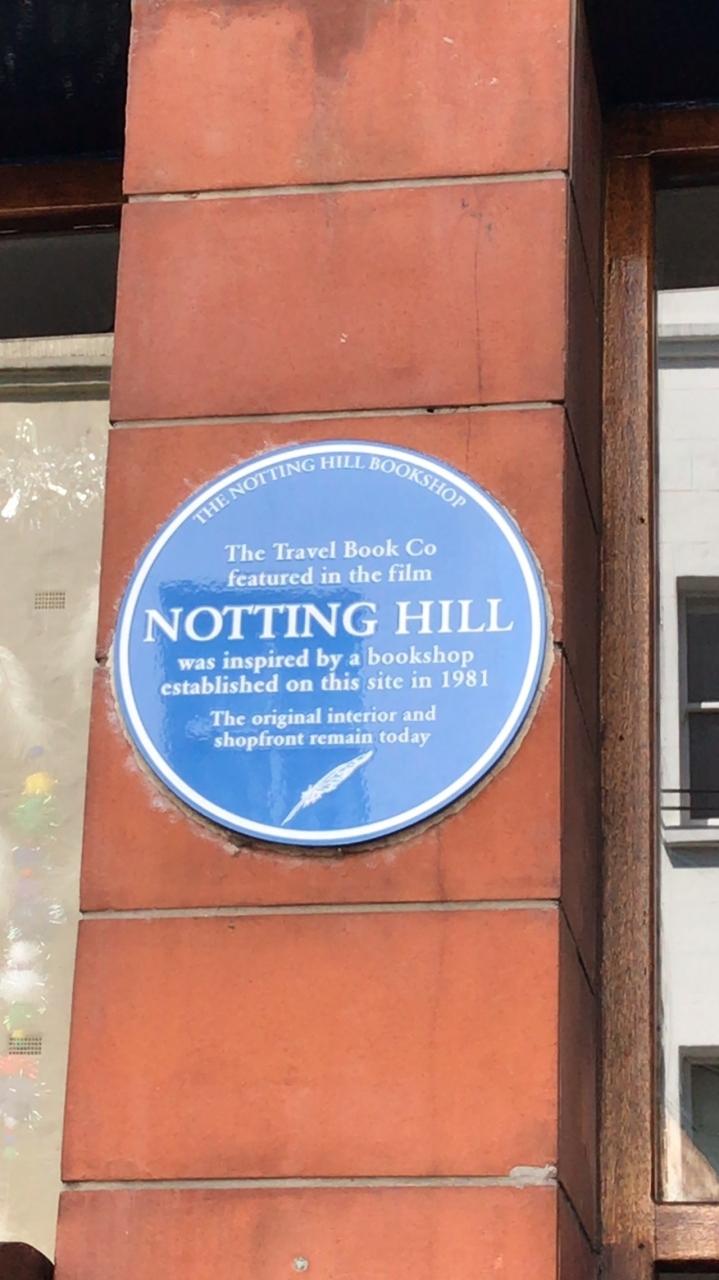 THE NOTTING HILL BOOKSHOP
The Travel Book Co
featured in the film
NOTTING HILL
was inspired by a bookshop
established on this site in 1981
The original interior and
shopfront remain today